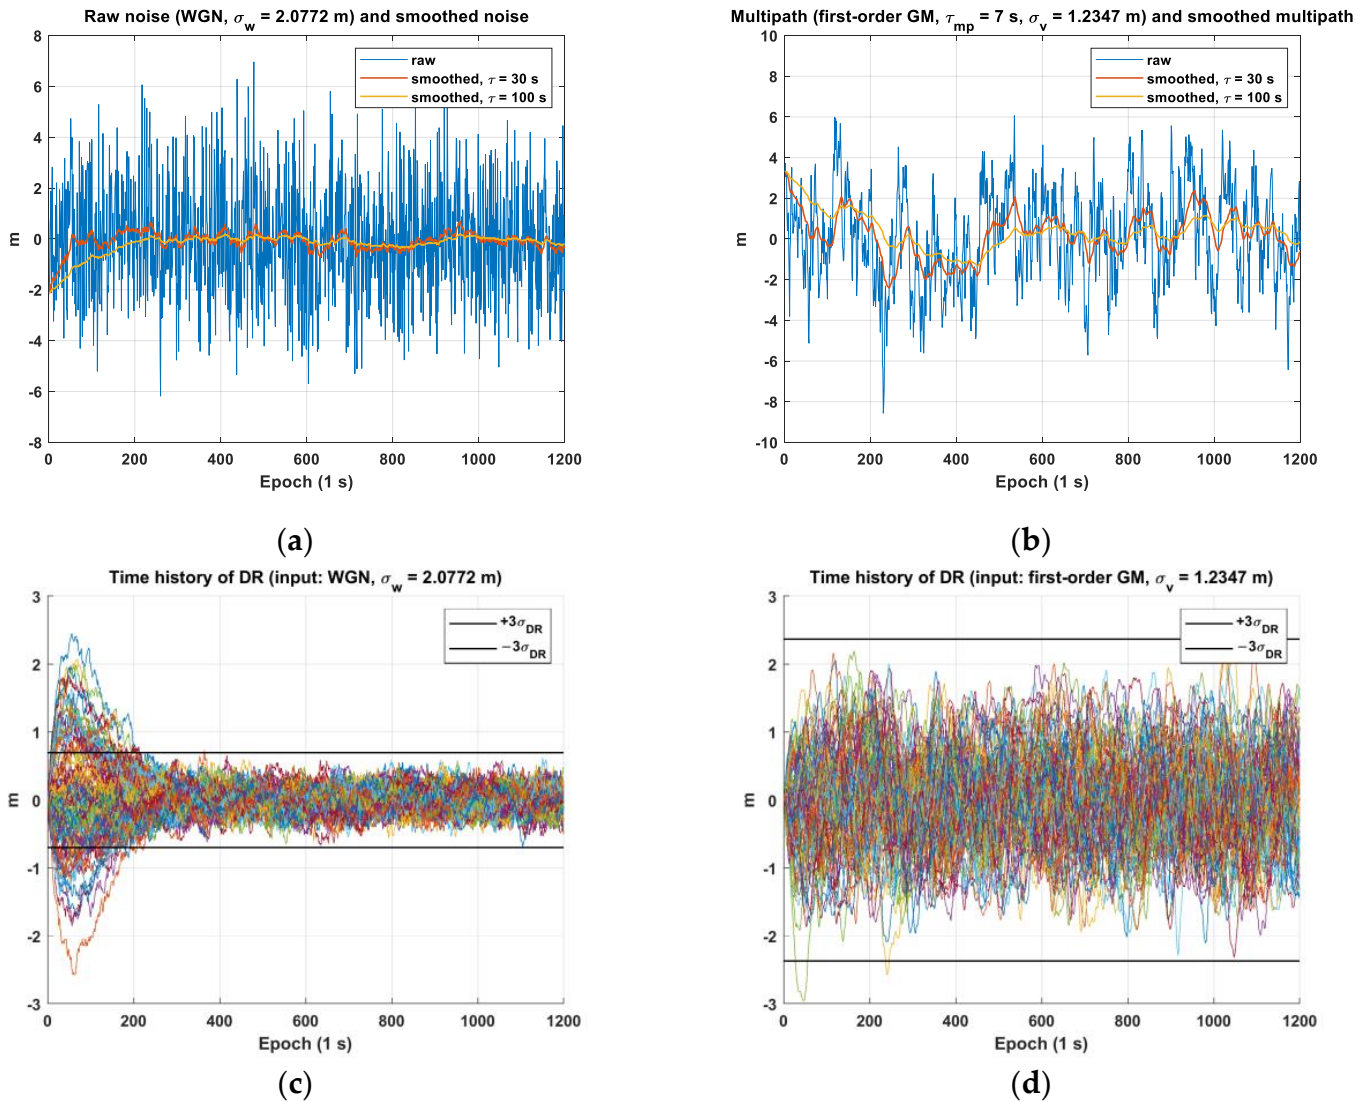 Raw noise (WGN, σw = 2.0772 m) and smoothed noise
8
6
4
2
0
-2
-4
-6
-8
m
raw
smoothed, τ = 30 s
smoothed, τ = 100 s
0 200 400 600 800 1000 1200
Epoch (1 s)
(a)
Multipath (first-order GM, τmp = 7 s, σv = 1.2347 m) and smoothed multipath
10
8
6
4
2
0
-2
-4
-6
-8
-10
m
raw
smoothed, τ = 30 s
smoothed, τ = 100 s
0 200 400 600 800 1000 1200
Epoch (1 s)
(b)
Time history of DR (input: WGN, σw = 2.0772 m)
3
2
1
0
-1
-2
-3
m
+3σDR
−3σDR
0 200 400 600 800 1000 1200
Epoch (1 s)
(c)
Time history of DR (input: first-order GM, σv = 1.2347 m)
3
2
1
0
-1
-2
-3
m
+3σDR
−3σDR
0 200 400 600 800 1000 1200
Epoch (1 s)
(d)